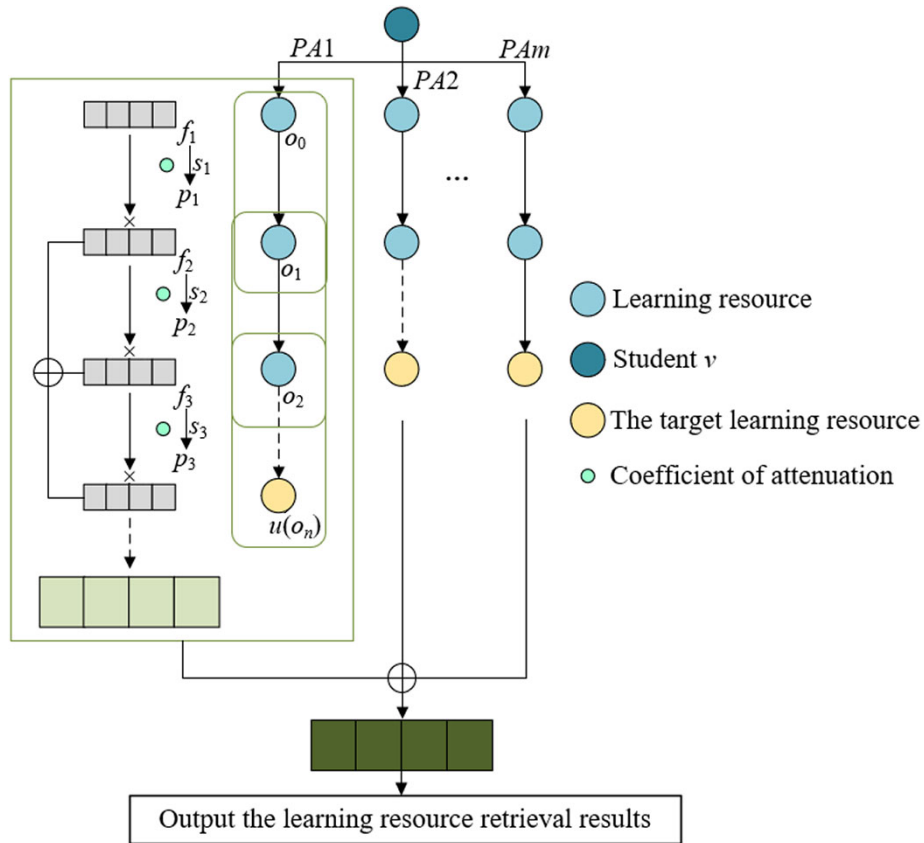 PA1
PA2
PAm
f₁
s₁
p₁
o₀
...
f₂
s₂
p₂
o₁
f₃
s₃
p₃
o₂
u(oₙ)
×
×
×
Learning resource
Student v
The target learning resource
Coefficient of attenuation
Output the learning resource retrieval results